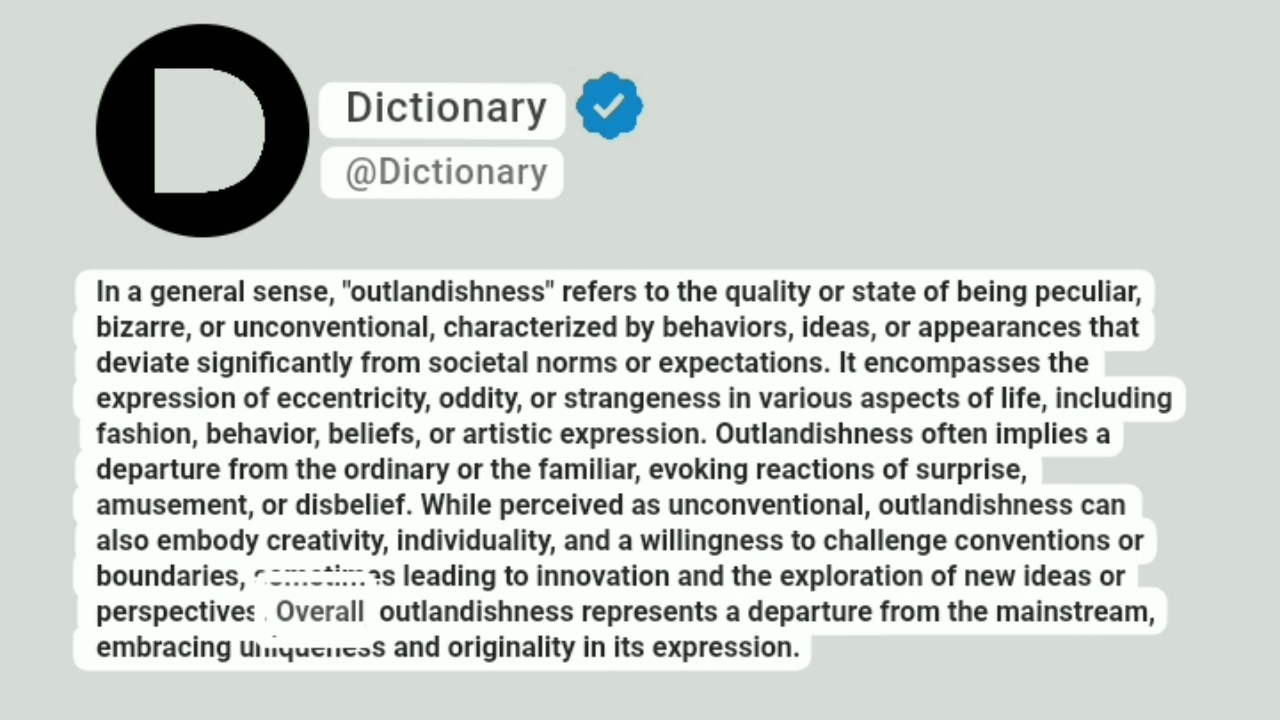 D
Dictionary
@Dictionary
In a general sense, "outlandishness" refers to the quality or state of being peculiar,
bizarre, or unconventional, characterized by behaviors, ideas, or appearances that
deviate significantly from societal norms or expectations. It encompasses the
expression of eccentricity, oddity, or strangeness in various aspects of life, including
fashion, behavior, beliefs, or artistic expression. Outlandishness often implies a
departure from the ordinary or the familiar, evoking reactions of surprise,
amusement, or disbelief. While perceived as unconventional, outlandishness can
also embody creativity, individuality, and a willingness to challenge conventions or
boundaries, sometimes leading to innovation and the exploration of new ideas or
perspectives. Overall outlandishness represents a departure from the mainstream,
embracing uniqueness and originality in its expression.